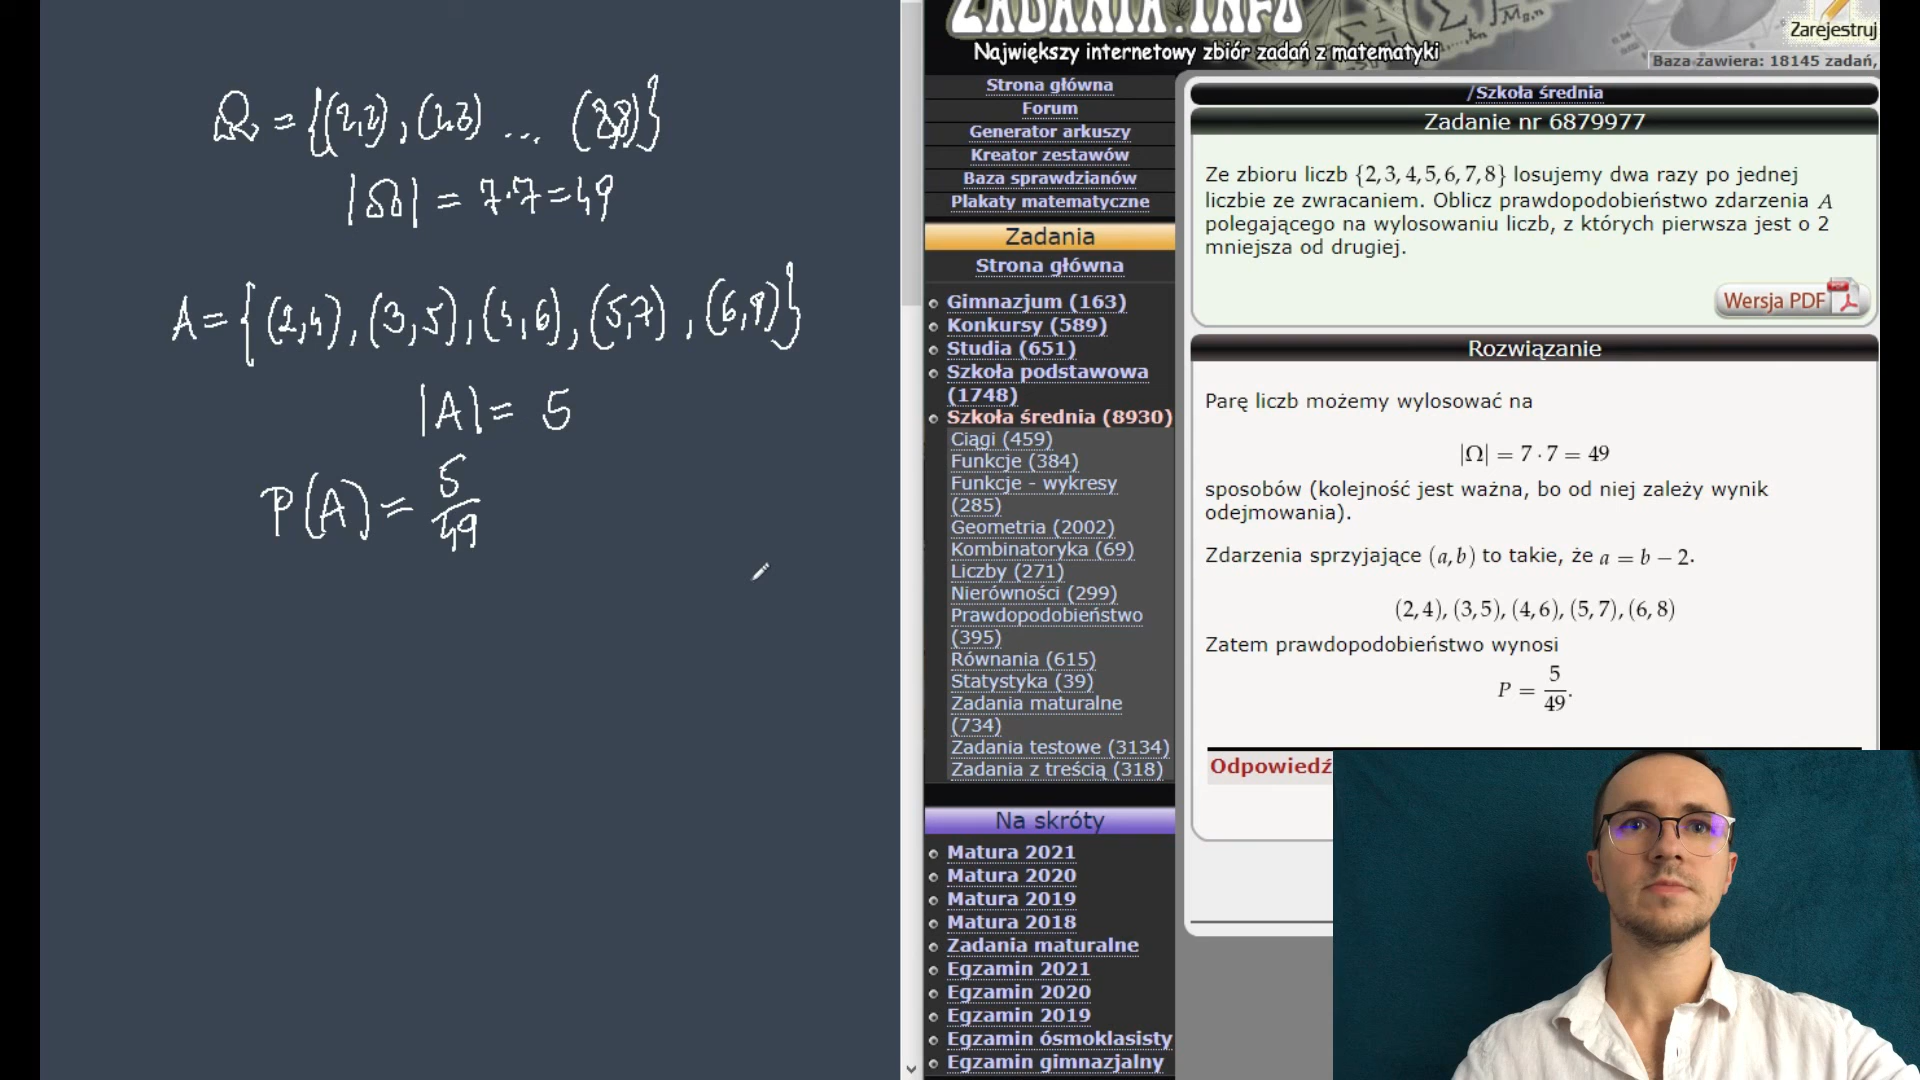 Ω = {(2,2), (2,3) ... (8,8)}
|Ω| = 7·7=49
A = {(2,4), (3,5), (4,6), (5,7), (6,8)}
|A| = 5
P(A) = 5/49
ZADANIA.INFO
Największy internetowy zbiór zadań z matematyki
Zarejestruj
Baza zawiera: 18145 zadań,
Strona główna
Forum
Generator arkuszy
Kreator zestawów
Baza sprawdzianów
Plakaty matematyczne
Zadania
Strona główna
Gimnazjum (163)
Konkursy (589)
Studia (651)
Szkoła podstawowa
(1748)
Szkoła średnia (8930)
Ciągi (459)
Funkcje (384)
Funkcje - wykresy
(285)
Geometria (2002)
Kombinatoryka (69)
Liczby (271)
Nierówności (299)
Prawdopodobieństwo
(395)
Równania (615)
Statystyka (39)
Zadania maturalne
(734)
Zadania testowe (3134)
Zadania z treścią (318)
Na skróty
Matura 2021
Matura 2020
Matura 2019
Matura 2018
Zadania maturalne
Egzamin 2021
Egzamin 2020
Egzamin 2019
Egzamin ósmoklasisty
Egzamin gimnazjalny
/Szkoła średnia
Zadanie nr 6879977
Ze zbioru liczb {2, 3, 4, 5, 6, 7, 8} losujemy dwa razy po jednej
liczbie ze zwracaniem. Oblicz prawdopodobieństwo zdarzenia A
polegającego na wylosowaniu liczb, z których pierwsza jest o 2
mniejsza od drugiej.
Wersja PDF
Rozwiązanie
Parę liczb możemy wylosować na
|Ω| = 7 · 7 = 49
sposobów (kolejność jest ważna, bo od niej zależy wynik
odejmowania).
Zdarzenia sprzyjające (a, b) to takie, że a = b − 2.
(2, 4), (3, 5), (4, 6), (5, 7), (6, 8)
Zatem prawdopodobieństwo wynosi
P = 5/49.
Odpowiedź